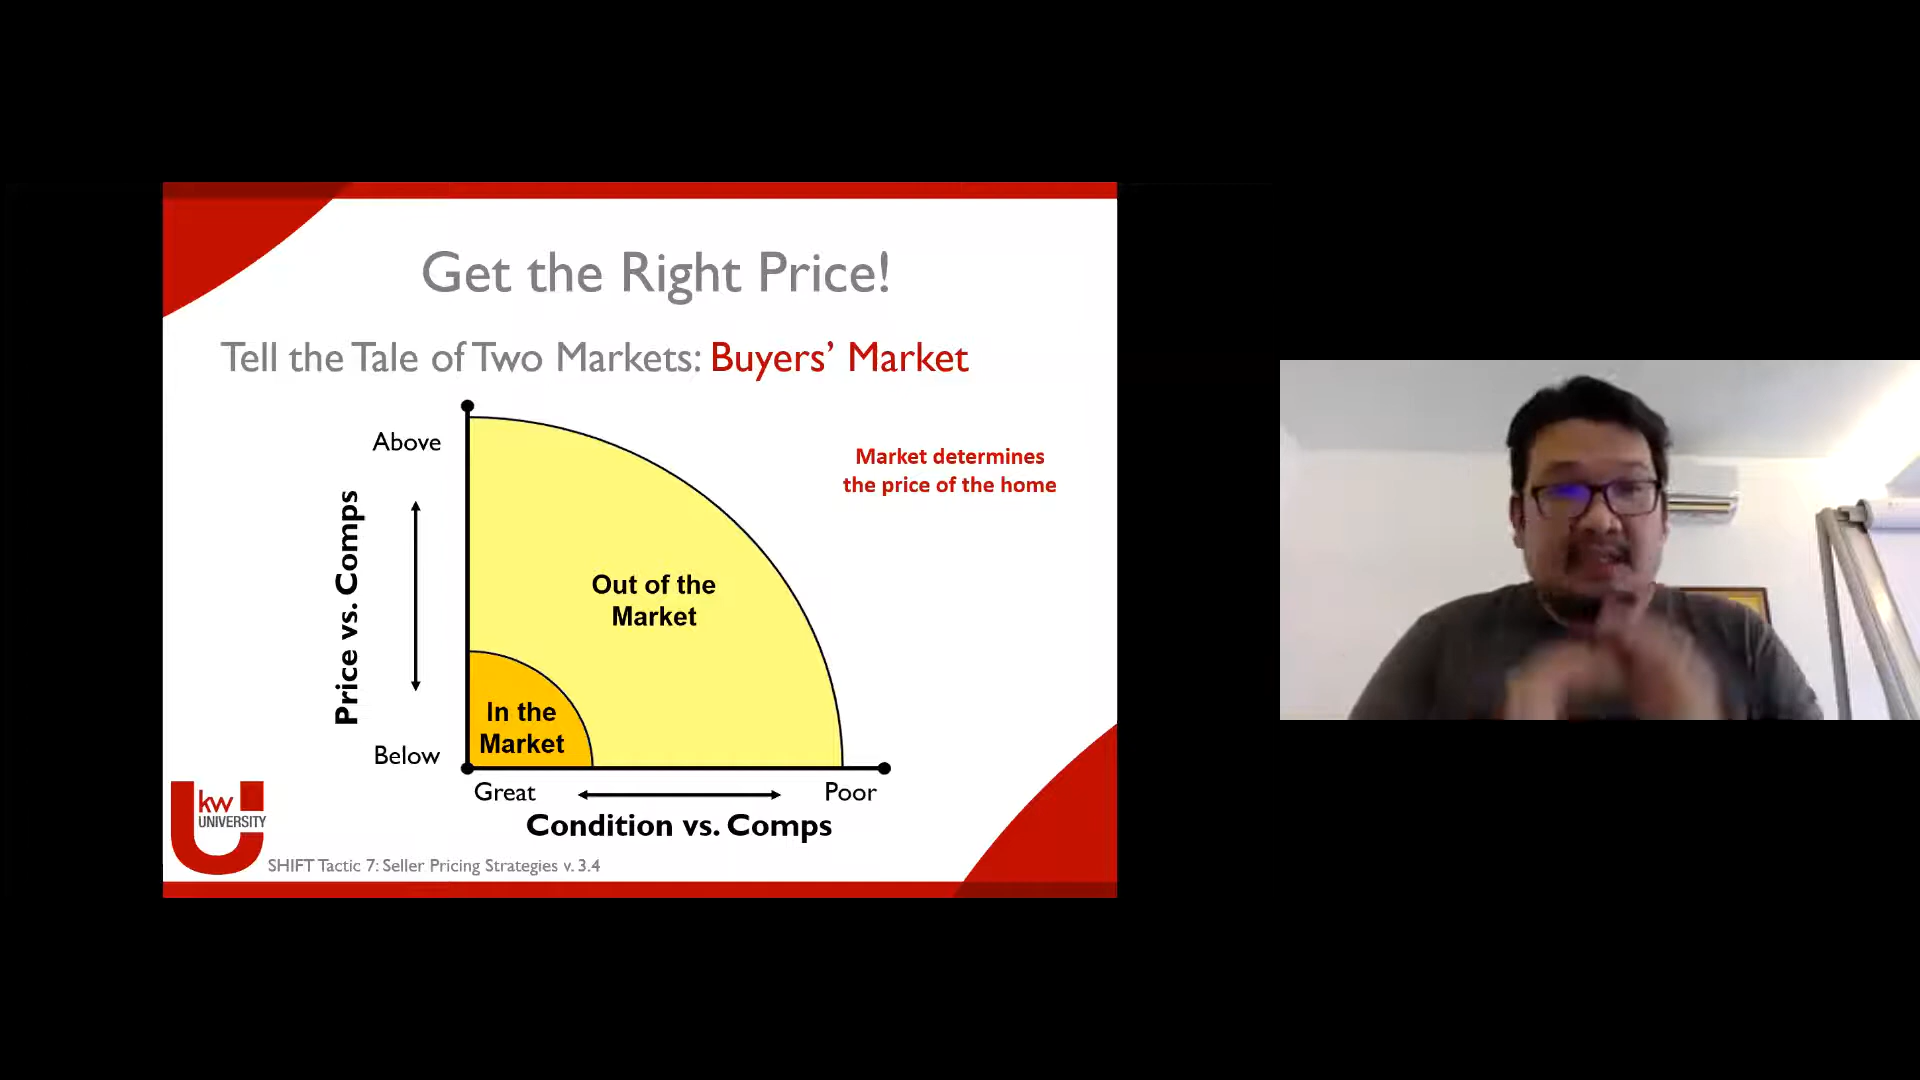 Get the Right Price!
Tell the Tale of Two Markets: Buyers’ Market
Above
Market determines
the price of the home
Price vs. Comps
Out of the
Market
In the
Market
Below
Great
Poor
Condition vs. Comps
kw
UNIVERSITY
SHIFT Tactic 7: Seller Pricing Strategies v. 3.4